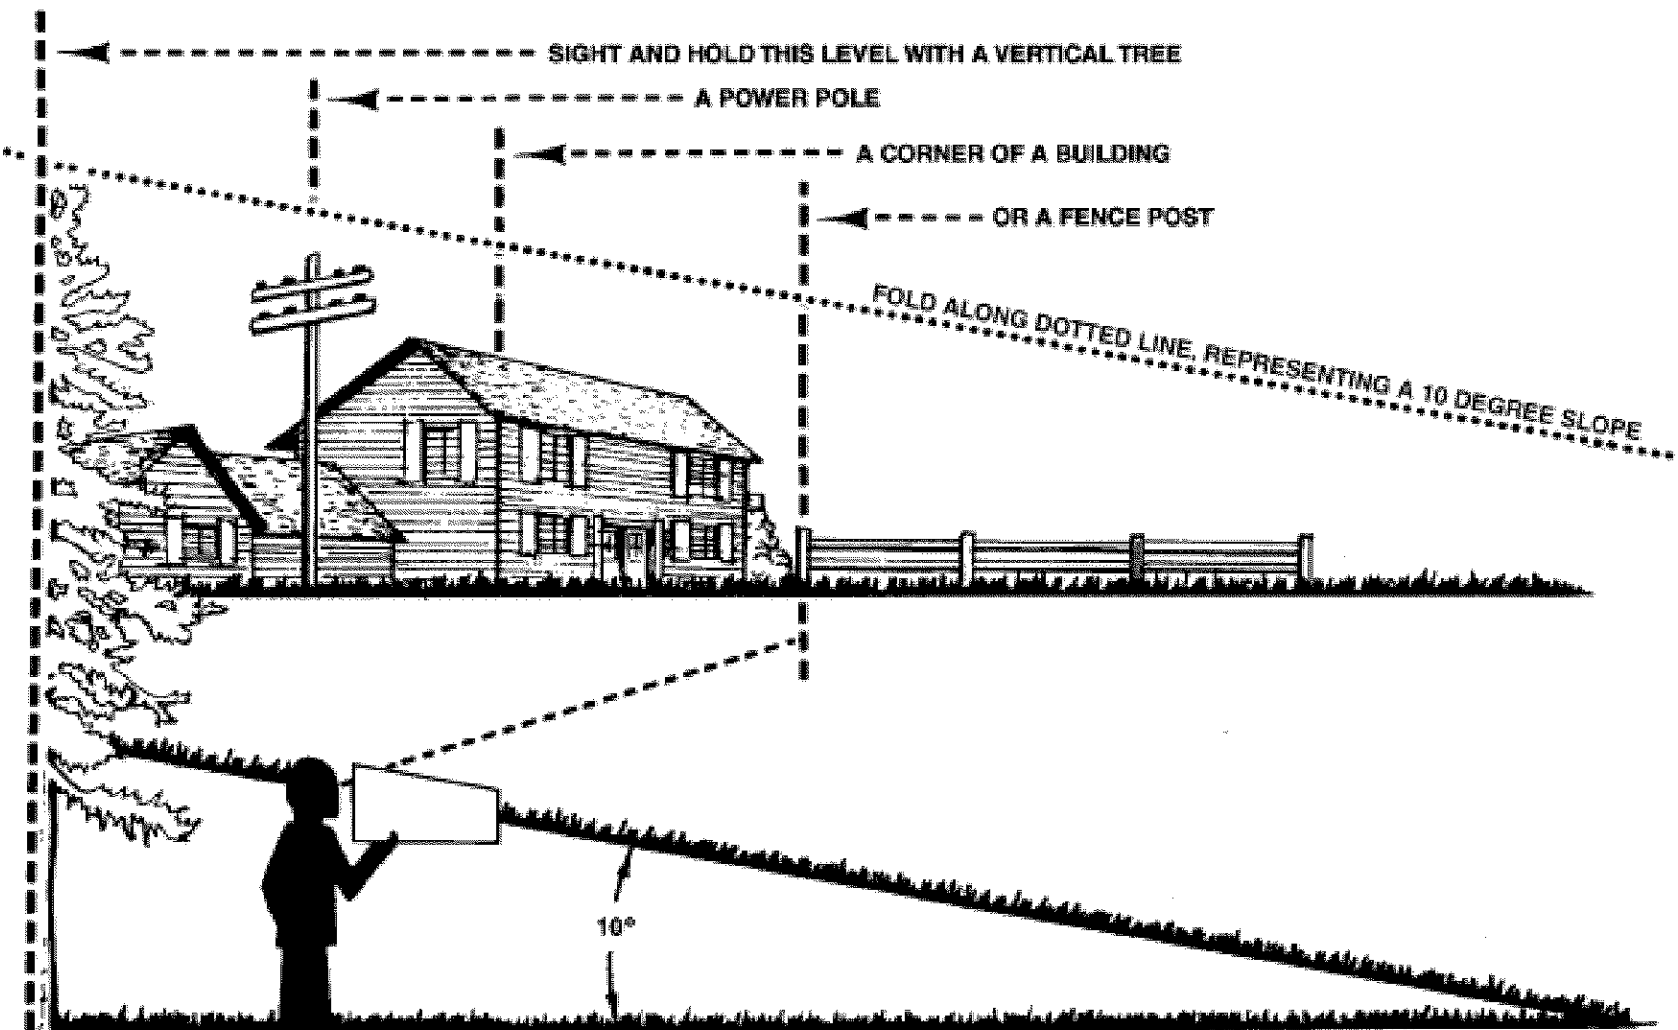 SIGHT AND HOLD THIS LEVEL WITH A VERTICAL TREE
A POWER POLE
A CORNER OF A BUILDING
OR A FENCE POST
FOLD ALONG DOTTED LINE, REPRESENTING A 10 DEGREE SLOPE
10°